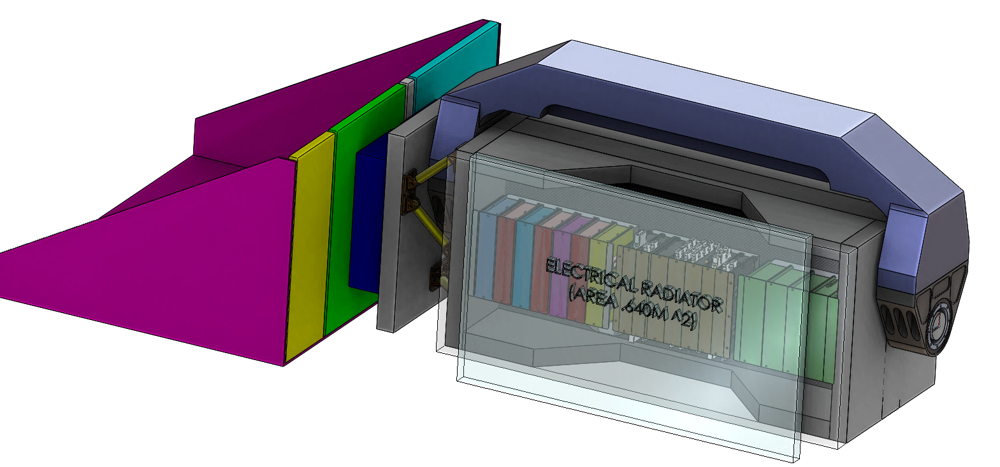 ELECTRICAL RADIATOR
(AREA .640M ^2)